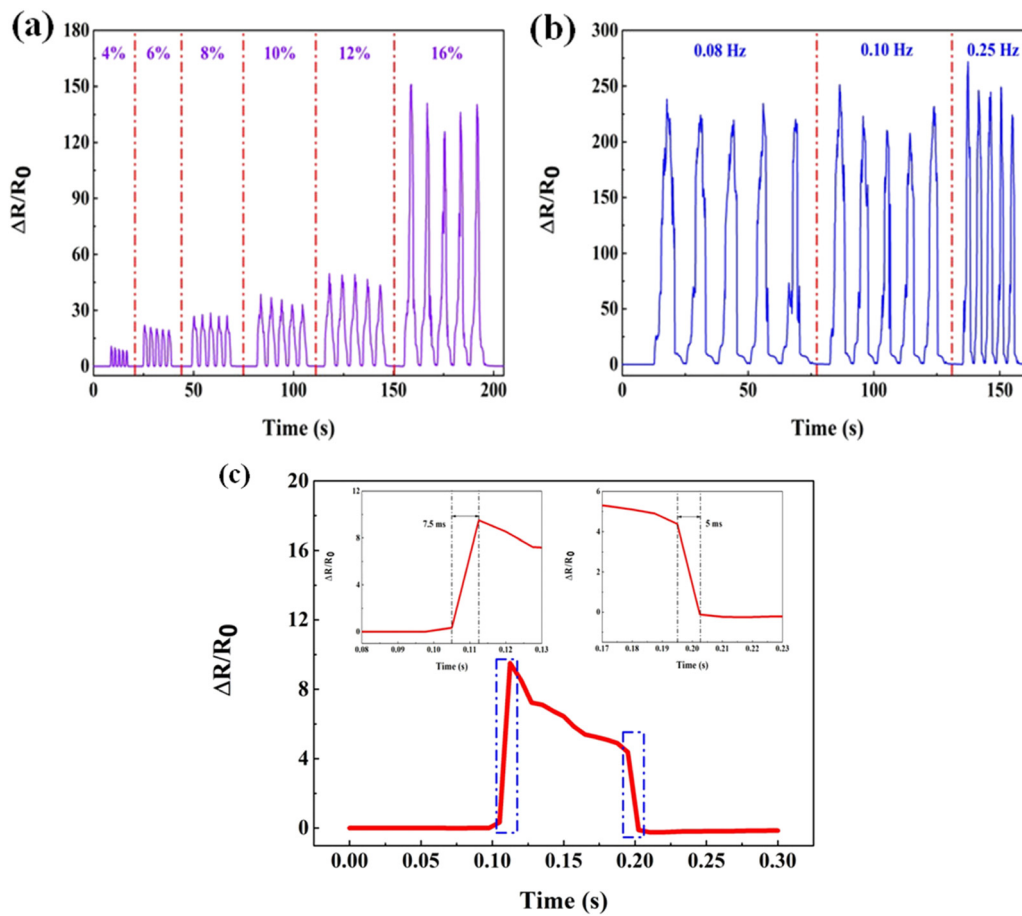 (a)
180
150
120
90
60
30
0
4% 6% 8% 10% 12% 16%
ΔR/R0
0 50 100 150 200
Time (s)
(b)
300
250
200
150
100
50
0
0.08 Hz 0.10 Hz 0.25 Hz
ΔR/R0
0 50 100 150
Time (s)
(c)
20
16
12
8
4
0
ΔR/R0
0.00 0.05 0.10 0.15 0.20 0.25 0.30
Time (s)
12
8
4
0
7.5 ms
ΔR/R0
0.08 0.09 0.10 0.11 0.12 0.13
Time (s)
6
4
2
0
5 ms
ΔR/R0
0.17 0.18 0.19 0.20 0.21 0.22 0.23
Time (s)